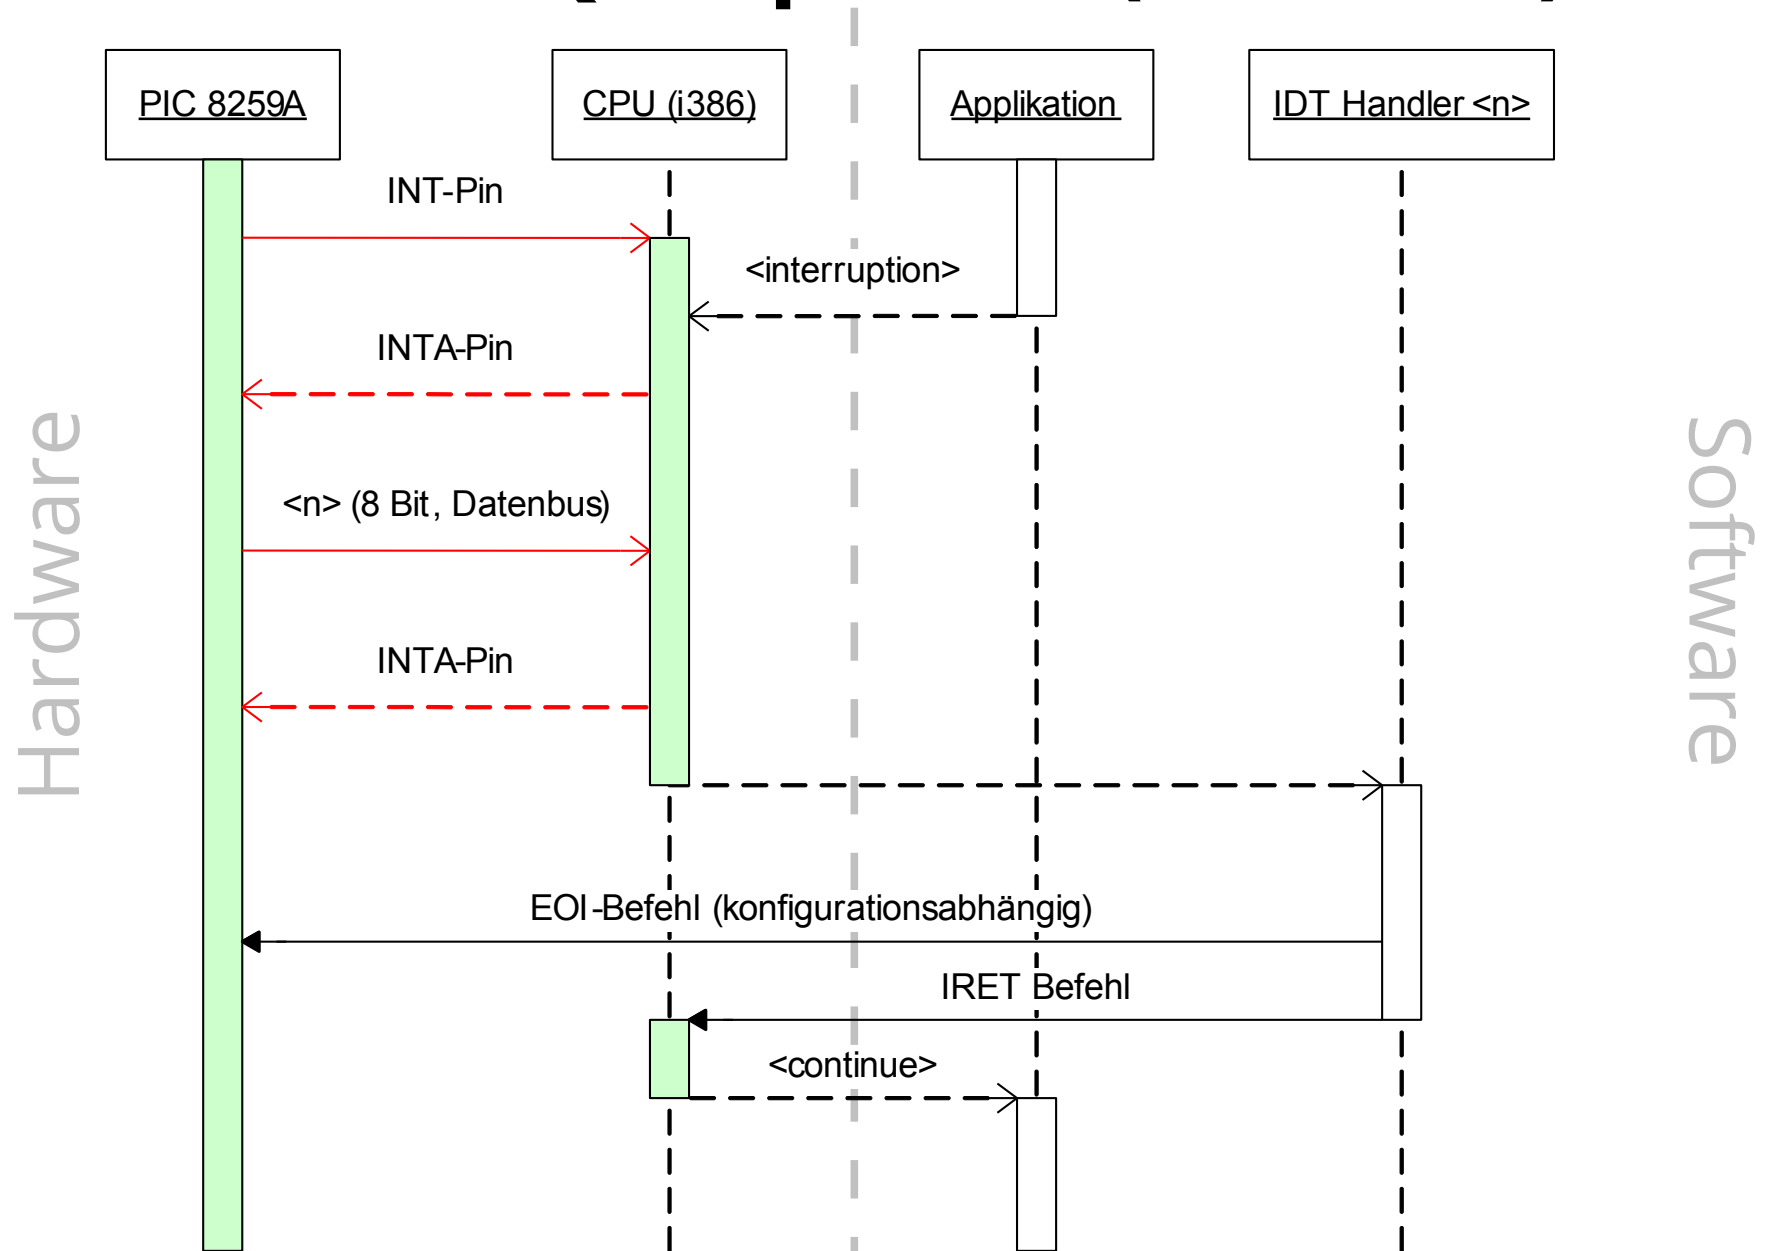 PIC 8259A
CPU (i386)
Applikation
IDT Handler <n>
INT-Pin
<interruption>
INTA-Pin
<n> (8 Bit, Datenbus)
INTA-Pin
Hardware
Software
EOI-Befehl (konfigurationsabhängig)
IRET Befehl
<continue>